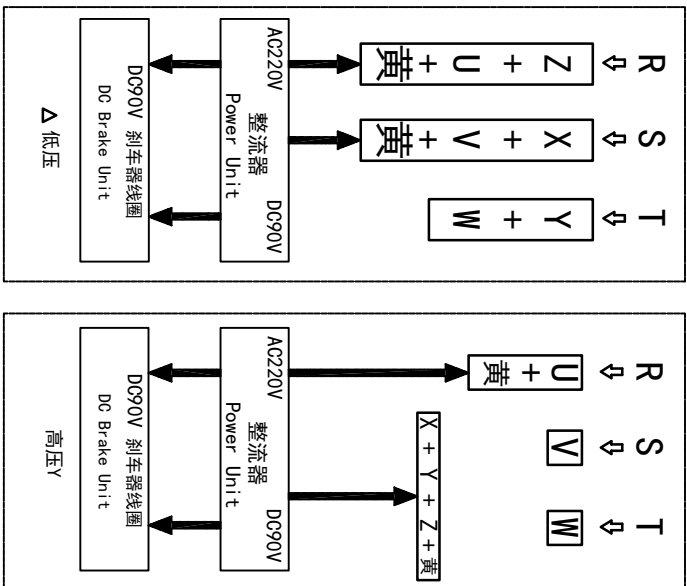 R S T
Z + U + 黄
X + V + 黄
Y + W
AC220V 整流器 DC90V
Power Unit
DC90V 刹车器线圈
DC Brake Unit
△ 低压
R S T
U + 黄
V
W
X + Y + Z + 黄
AC220V 整流器 DC90V
Power Unit
DC90V 刹车器线圈
DC Brake Unit
高压Y